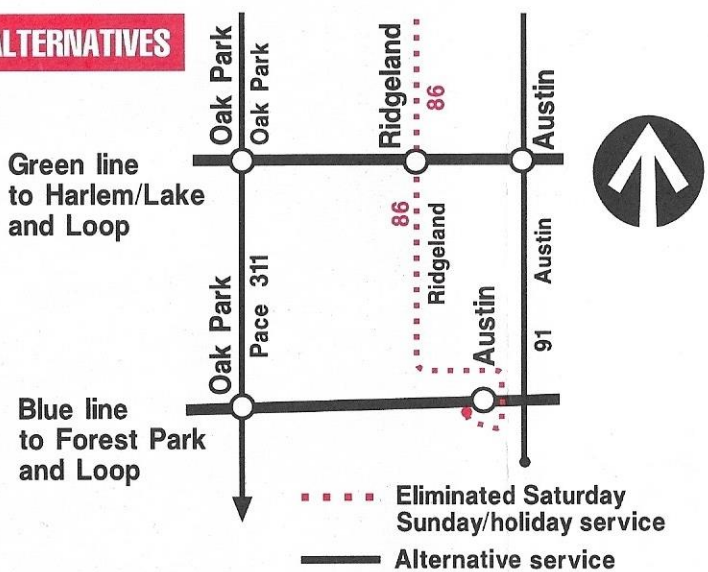 ALTERNATIVES
Oak Park
Oak Park
Ridgeland
86
Austin
Green line
to Harlem/Lake
and Loop
86
Ridgeland
Pace 311
Oak Park
Austin
91
Austin
Blue line
to Forest Park
and Loop
Eliminated Saturday
Sunday/holiday service
Alternative service